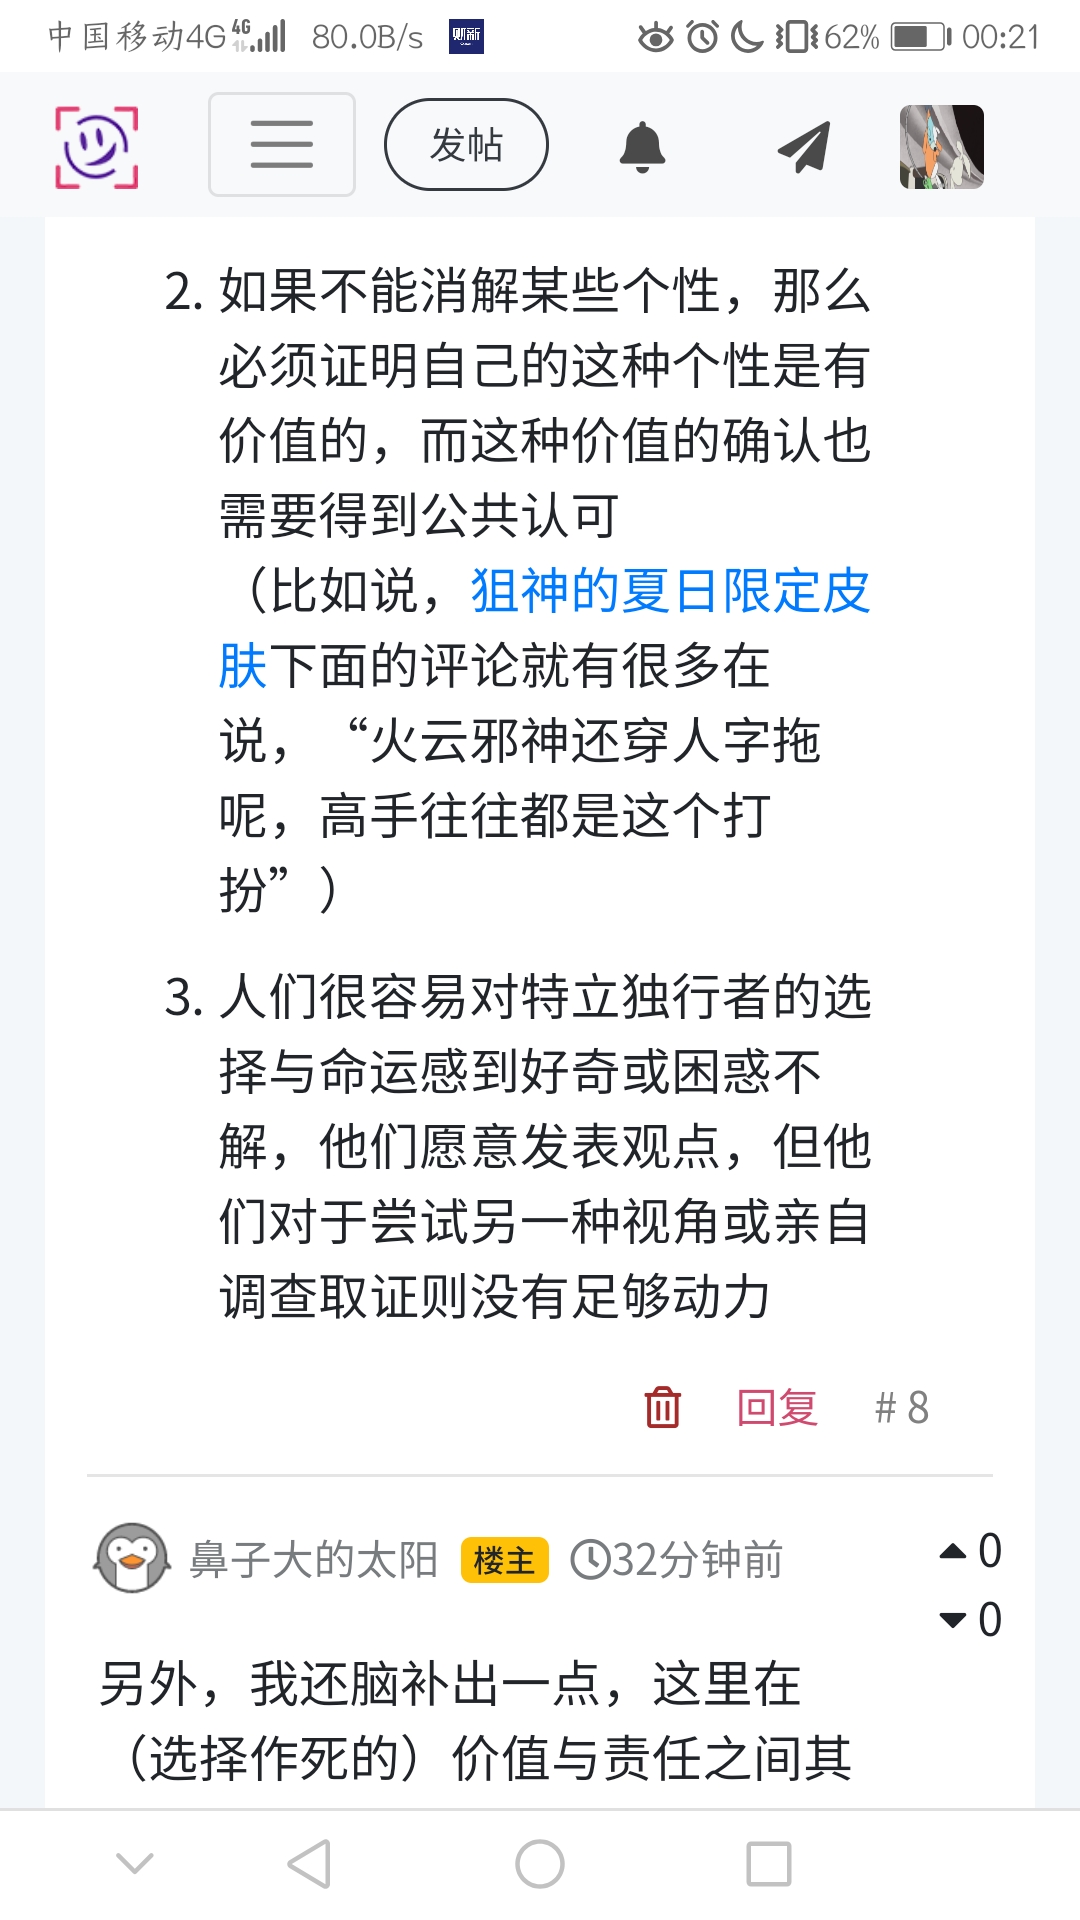 中国移动4G 4G 80.0B/s 财新 62% 00:21
发帖
2. 如果不能消解某些个性，那么
必须证明自己的这种个性是有
价值的，而这种价值的确认也
需要得到公共认可
（比如说，狙神的夏日限定皮
肤下面的评论就有很多在
说，“火云邪神还穿人字拖
呢，高手往往都是这个打
扮”）
3. 人们很容易对特立独行者的选
择与命运感到好奇或困惑不
解，他们愿意发表观点，但他
们对于尝试另一种视角或亲自
调查取证则没有足够动力
回复 # 8
鼻子大的太阳 楼主 32分钟前 0
0
另外，我还脑补出一点，这里在
（选择作死的）价值与责任之间其